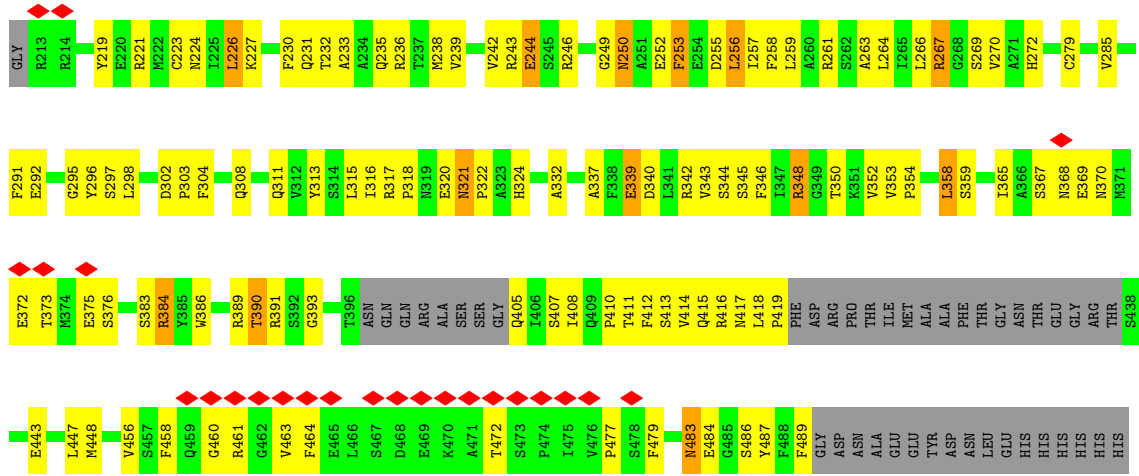 GLY R213 R214 Y219 E220 R221 M222 C223 N224 I225 L226 K227 F230 Q231 T232 A233 A234 Q235 R236 T237 M238 V239 V242 R243 E244 S245 R246 G249 N250 A251 E252 F253 E254 D255 L256 I257 F258 L259 A260 R261 S262 A263 L264 I265 L266 R267 G268 S269 V270 A271 H272 C279 V285
F291 E292 G295 Y296 S297 L298 D302 P303 F304 Q308 Q311 V312 Y313 S314 L315 I316 R317 P318 N319 E320 N321 P322 A323 H324 A332 A337 F338 E339 D340 L341 R342 V343 S344 S345 F346 I347 R348 G349 T350 K351 V352 V353 P354 L358 S359 I365 A366 S367 N368 E369 N370 M371
E372 T373 M374 E375 S376 S383 R384 Y385 W386 R389 T390 R391 S392 G393 T396 ASN GLN GLN ARG ALA SER SER GLY Q405 I406 S407 I408 Q409 P410 T411 F412 S413 V414 Q415 R416 N417 L418 P419 PHE ASP ARG PRO THR ILE MET ALA ALA PHE THR GLY ASN THR GLU GLY ARG THR S438
E443 L447 M448 V456 S457 F458 Q459 G460 R461 G462 V463 F464 E465 L466 S467 D468 E469 K470 A471 T472 S473 P474 I475 V476 P477 S478 F479 N483 E484 G485 S486 Y487 F488 F489 GLY ASP ASN ALA GLU GLU TYR ASP ASN LEU GLU HIS HIS HIS HIS HIS HIS